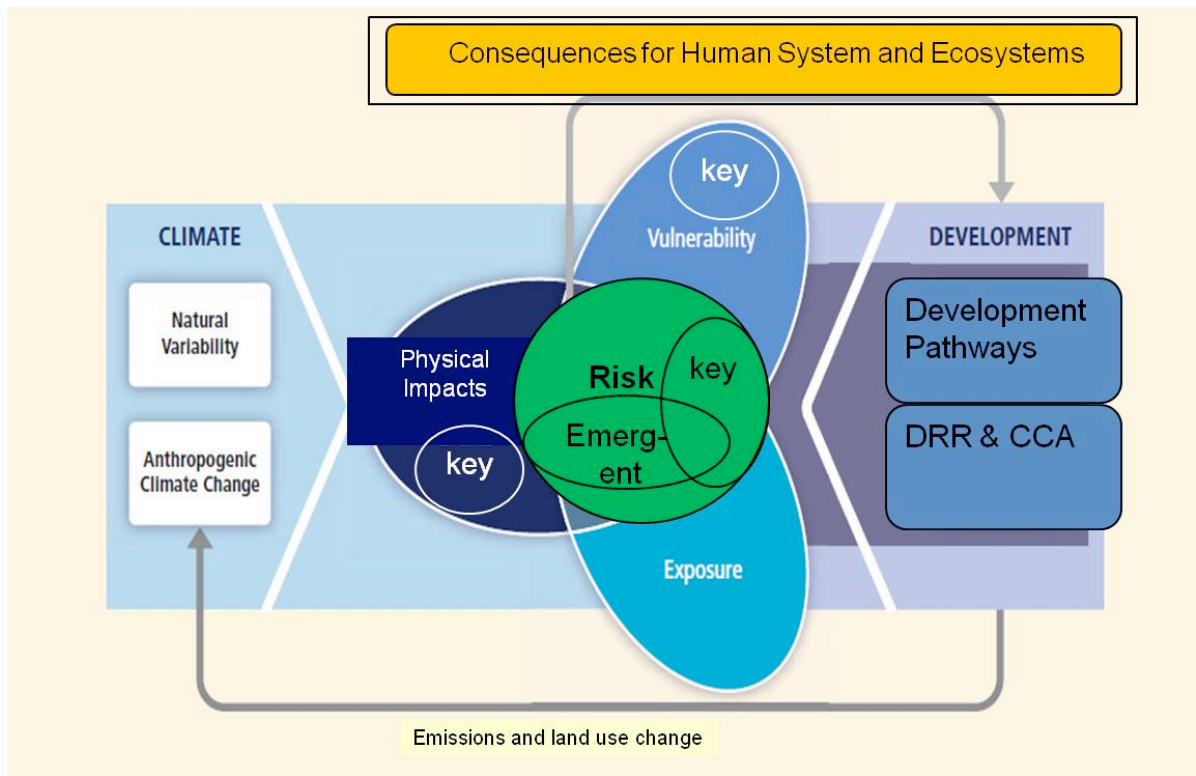 Consequences for Human System and Ecosystems
key
Vulnerability
CLIMATE
DEVELOPMENT
Natural
Variability
Anthropogenic
Climate Change
Physical
Impacts
key
Risk
key
Emerg-
ent
Exposure
Development
Pathways
DRR & CCA
Emissions and land use change